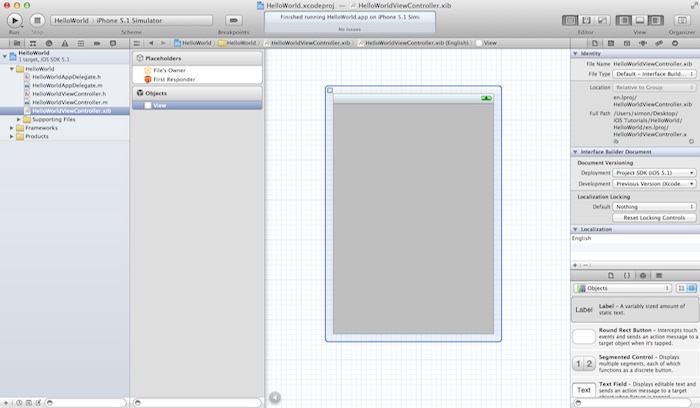 HelloWorld.xcodeproj — HelloWorldViewController.xib
HelloWorld iPhone 5.1 Simulator
Finished running HelloWorld.app on iPhone 5.1 Sim
No Issues
Run Stop Scheme Breakpoints Editor View Organizer
HelloWorld HelloWorld HelloWorldViewController.xib HelloWorldViewController.xib (English) View
HelloWorld
1 target, iOS SDK 5.1
HelloWorld
HelloWorldAppDelegate.h
HelloWorldAppDelegate.m
HelloWorldViewController.h
HelloWorldViewController.m
HelloWorldViewController.xib
Supporting Files
Frameworks
Products
Placeholders
File's Owner
First Responder
Objects
View
Identity
File Name HelloWorldViewController.xib
File Type Default - Interface Build...
Location Relative to Group
en.lproj/
HelloWorldViewController.xib
Full Path /Users/simon/Desktop/
iOS Tutorials/HelloWorld/
HelloWorld/en.lproj/
HelloWorldViewController.x
ib
Interface Builder Document
Document Versioning
Deployment Project SDK (iOS 5.1)
Development Previous Version (Xcode...
Localization Locking
Default Nothing
Reset Locking Controls
Localization
English
Objects
Label Label - A variably sized amount of
static text.
Round Rect Button - Intercepts touch
events and sends an action message to a
target object when it's tapped.
1 2 Segmented Control - Displays
multiple segments, each of which
functions as a discrete button.
Text Text Field - Displays editable text and
sends an action message to a target